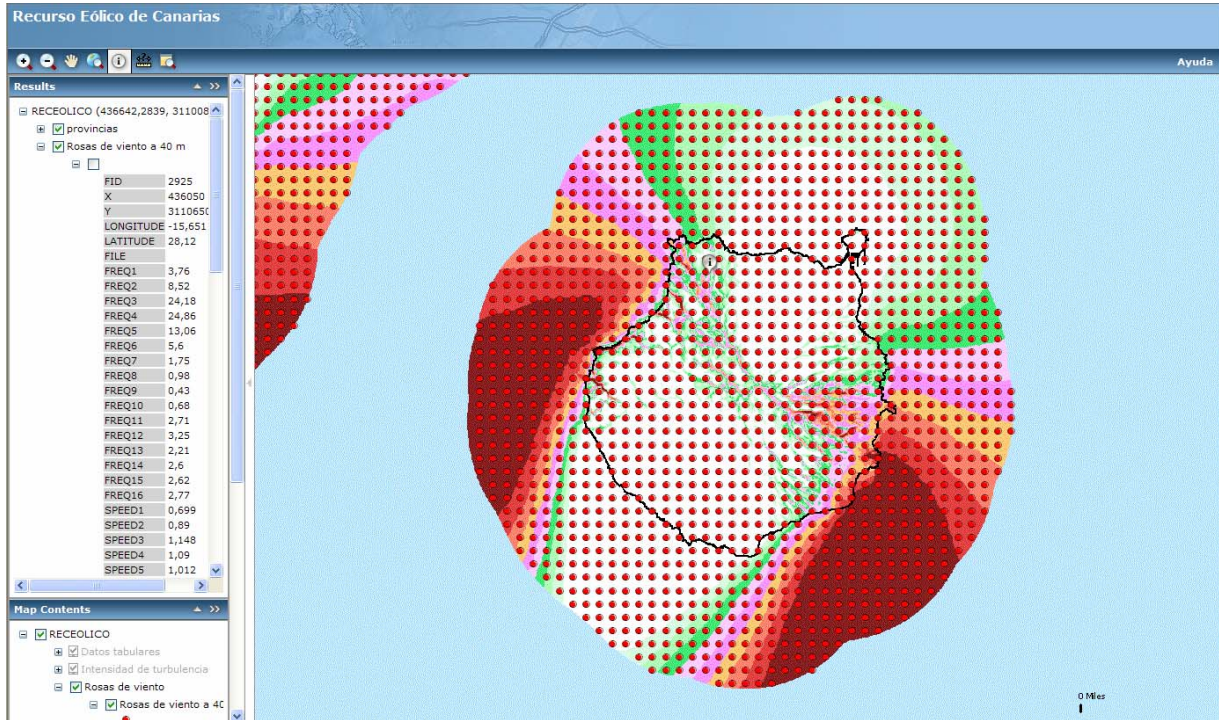 Recurso Eólico de Canarias
Ayuda
Results
RECEOLICO (436642,2839, 311008
provincias
Rosas de viento a 40 m
FID 2925
X 436050
Y 3110650
LONGITUDE -15,651
LATITUDE 28,12
FILE
FREQ1 3,76
FREQ2 8,52
FREQ3 24,18
FREQ4 24,86
FREQ5 13,06
FREQ6 5,6
FREQ7 1,75
FREQ8 0,98
FREQ9 0,43
FREQ10 0,68
FREQ11 2,71
FREQ12 3,25
FREQ13 2,21
FREQ14 2,6
FREQ15 2,62
FREQ16 2,77
SPEED1 0,699
SPEED2 0,89
SPEED3 1,148
SPEED4 1,09
SPEED5 1,012
Map Contents
RECEOLICO
Datos tabulares
Intensidad de turbulencia
Rosas de viento
Rosas de viento a 40
0 Miles